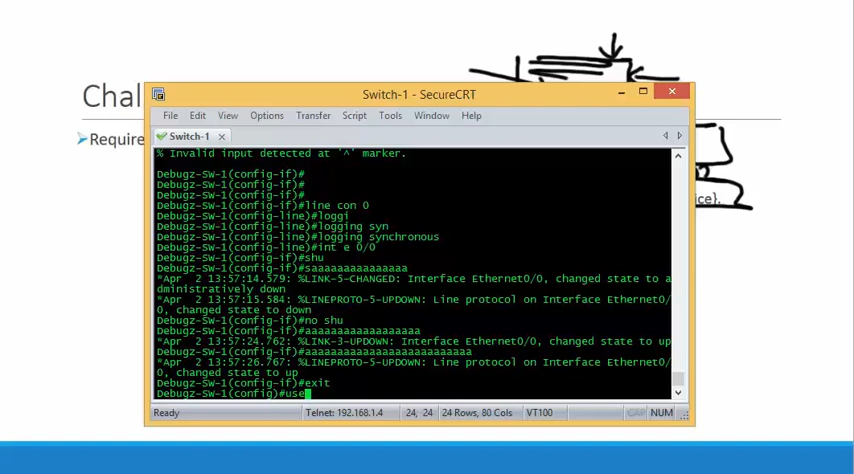 Chal
Require
ice}.
Switch-1 - SecureCRT
File Edit View Options Transfer Script Tools Window Help
Switch-1
% Invalid input detected at '^' marker.
Debugz-SW-1(config-if)#
Debugz-SW-1(config-if)#
Debugz-SW-1(config-if)#
Debugz-SW-1(config-if)#line con 0
Debugz-SW-1(config-line)#loggi
Debugz-SW-1(config-line)#logging syn
Debugz-SW-1(config-line)#logging synchronous
Debugz-SW-1(config-line)#int e 0/0
Debugz-SW-1(config-if)#shu
Debugz-SW-1(config-if)#saaaaaaaaaaaaaaa
*Apr  2 13:57:14.579: %LINK-5-CHANGED: Interface Ethernet0/0, changed state to a
dministratively down
*Apr  2 13:57:15.584: %LINEPROTO-5-UPDOWN: Line protocol on Interface Ethernet0/
0, changed state to down
Debugz-SW-1(config-if)#no shu
Debugz-SW-1(config-if)#aaaaaaaaaaaaaaaaaa
*Apr  2 13:57:24.762: %LINK-3-UPDOWN: Interface Ethernet0/0, changed state to up
Debugz-SW-1(config-if)#aaaaaaaaaaaaaaaaaaaaaaaaaa
*Apr  2 13:57:26.767: %LINEPROTO-5-UPDOWN: Line protocol on Interface Ethernet0/
0, changed state to up
Debugz-SW-1(config-if)#exit
Debugz-SW-1(config)#use
Ready Telnet: 192.168.1.4 24, 24 24 Rows, 80 Cols VT100 CAP NUM